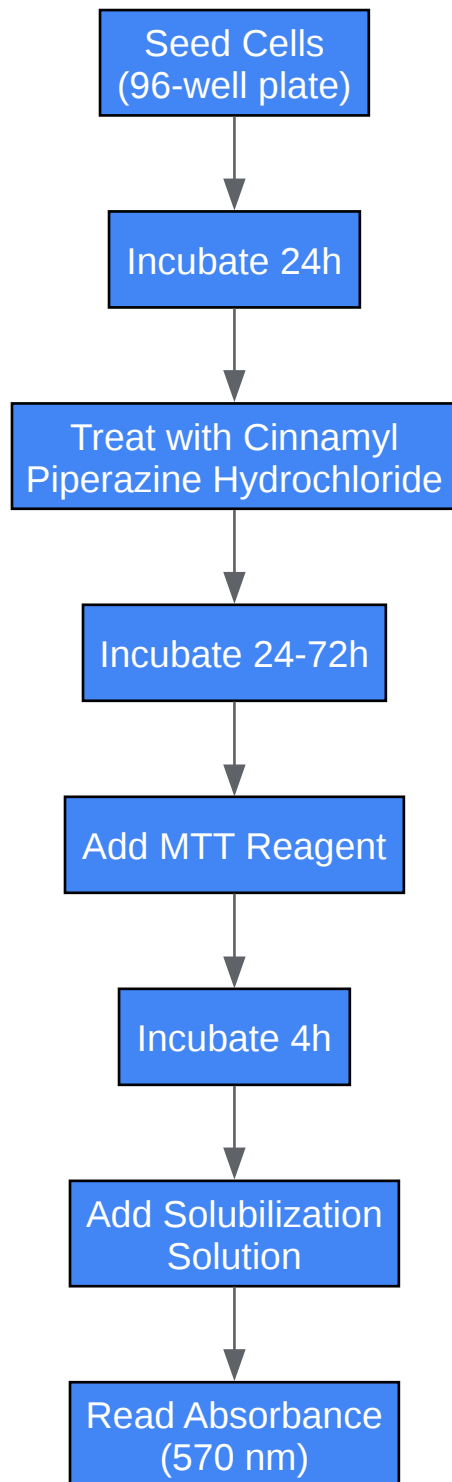 Seed Cells
(96-well plate)
Incubate 24h
Treat with Cinnamyl
Piperazine Hydrochloride
Incubate 24-72h
Add MTT Reagent
Incubate 4h
Add Solubilization
Solution
Read Absorbance
(570 nm)